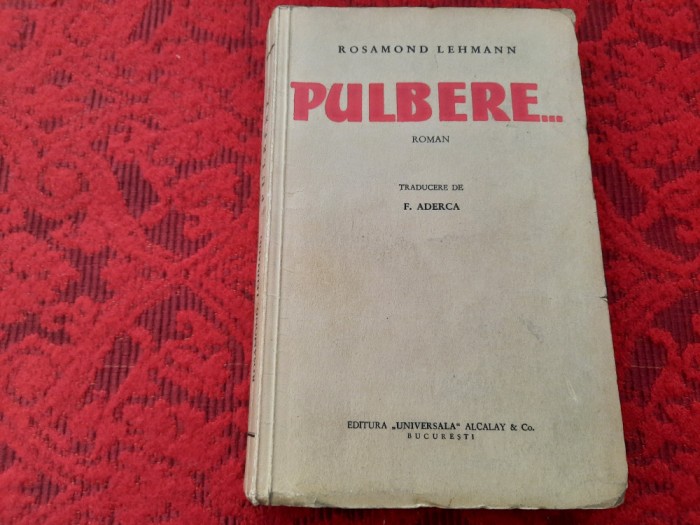 ROSAMOND LEHMANN
PULBERE...
ROMAN
TRADUCERE DE
F. ADERCA
EDITURA „UNIVERSALA“ ALCALAY & Co.
BUCUREȘTI